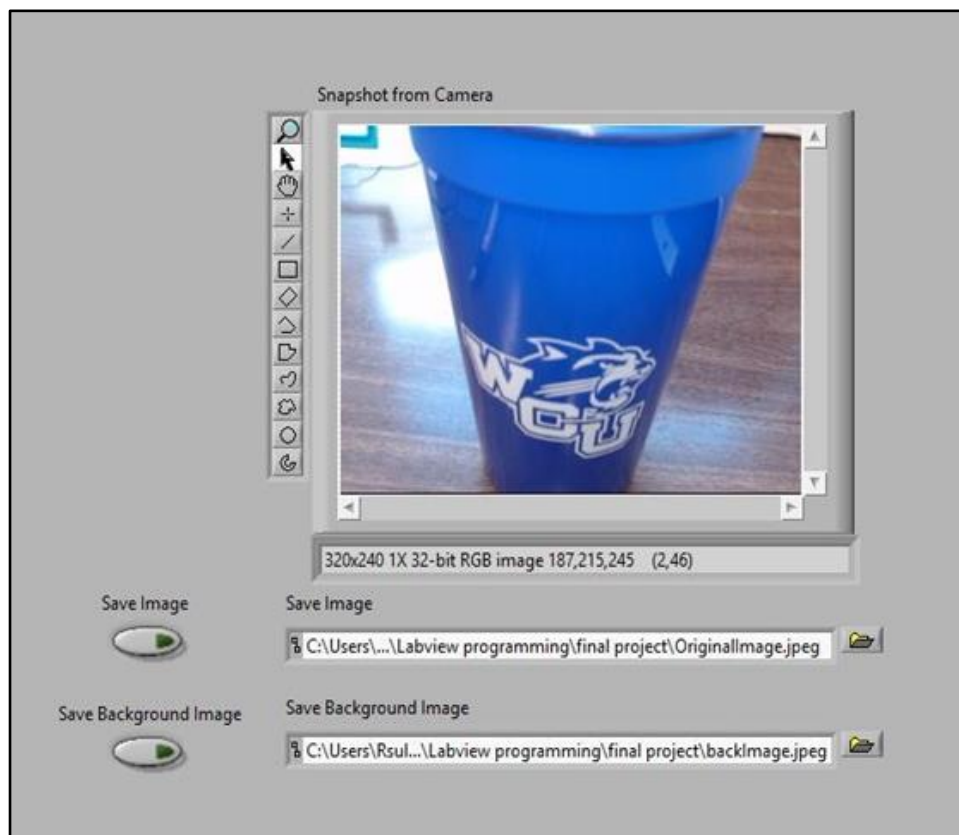 Snapshot from Camera
WCU
320x240 1X 32-bit RGB image 187,215,245 (2,46)
Save Image
Save Image
C:\Users\...\Labview programming\final project\OriginalImage.jpeg
Save Background Image
Save Background Image
C:\Users\Rsul...\Labview programming\final project\backImage.jpeg